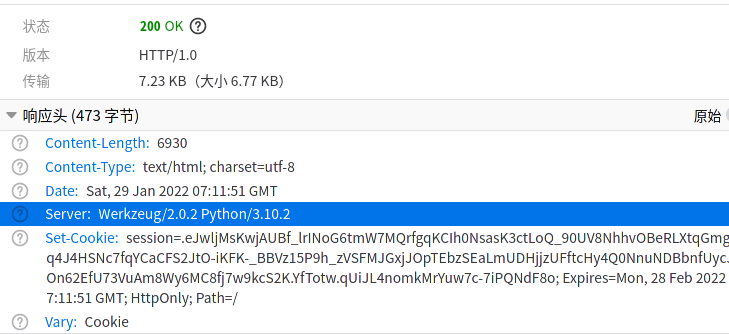 状态 200 OK
版本 HTTP/1.0
传输 7.23 KB（大小 6.77 KB）
响应头 (473 字节) 原始
Content-Length: 6930
Content-Type: text/html; charset=utf-8
Date: Sat, 29 Jan 2022 07:11:51 GMT
Server: Werkzeug/2.0.2 Python/3.10.2
Set-Cookie: session=.eJwljMsKwjAUBf_lrINoG6tmW7MQrfgqKCIh0NsasK3ctLoQ_90UV8NhhvOBeRLXtqGmg
q4J4HSNc7fqYCaCFS2JtO-iKFK-_BBVz15P9h_zVSFMJGxjJOpTEbzSEaLmUDHjjzUFftcHy4Q0NnuNDBbnfUyc.
On62EfU73VuAm8Wy6MC8fj7w9kcS2K.YfTotw.qUiJL4nomkMrYuw7c-7iPQNdF8o; Expires=Mon, 28 Feb 2022
7:11:51 GMT; HttpOnly; Path=/
Vary: Cookie